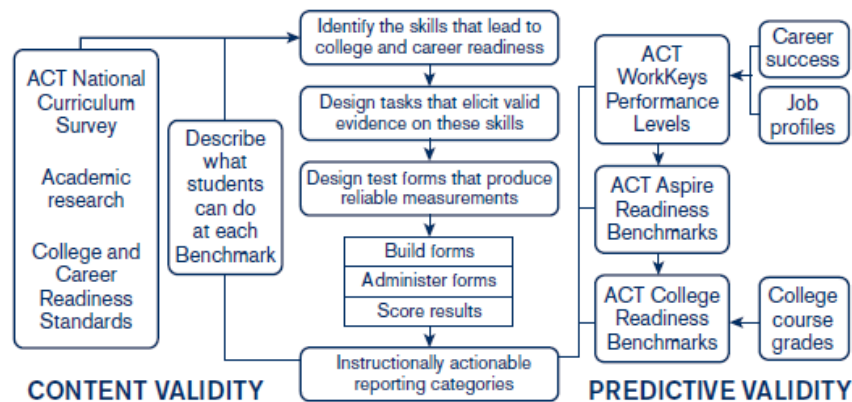 ACT National
Curriculum
Survey
Academic
research
College and
Career
Readiness
Standards
Describe
what
students
can do
at each
Benchmark
Identify the skills that lead to
college and career readiness
Design tasks that elicit valid
evidence on these skills
Design test forms that produce
reliable measurements
Build forms
Administer forms
Score results
Instructionally actionable
reporting categories
ACT
WorkKeys
Performance
Levels
Career
success
Job
profiles
ACT Aspire
Readiness
Benchmarks
ACT College
Readiness
Benchmarks
College
course
grades
CONTENT VALIDITY
PREDICTIVE VALIDITY